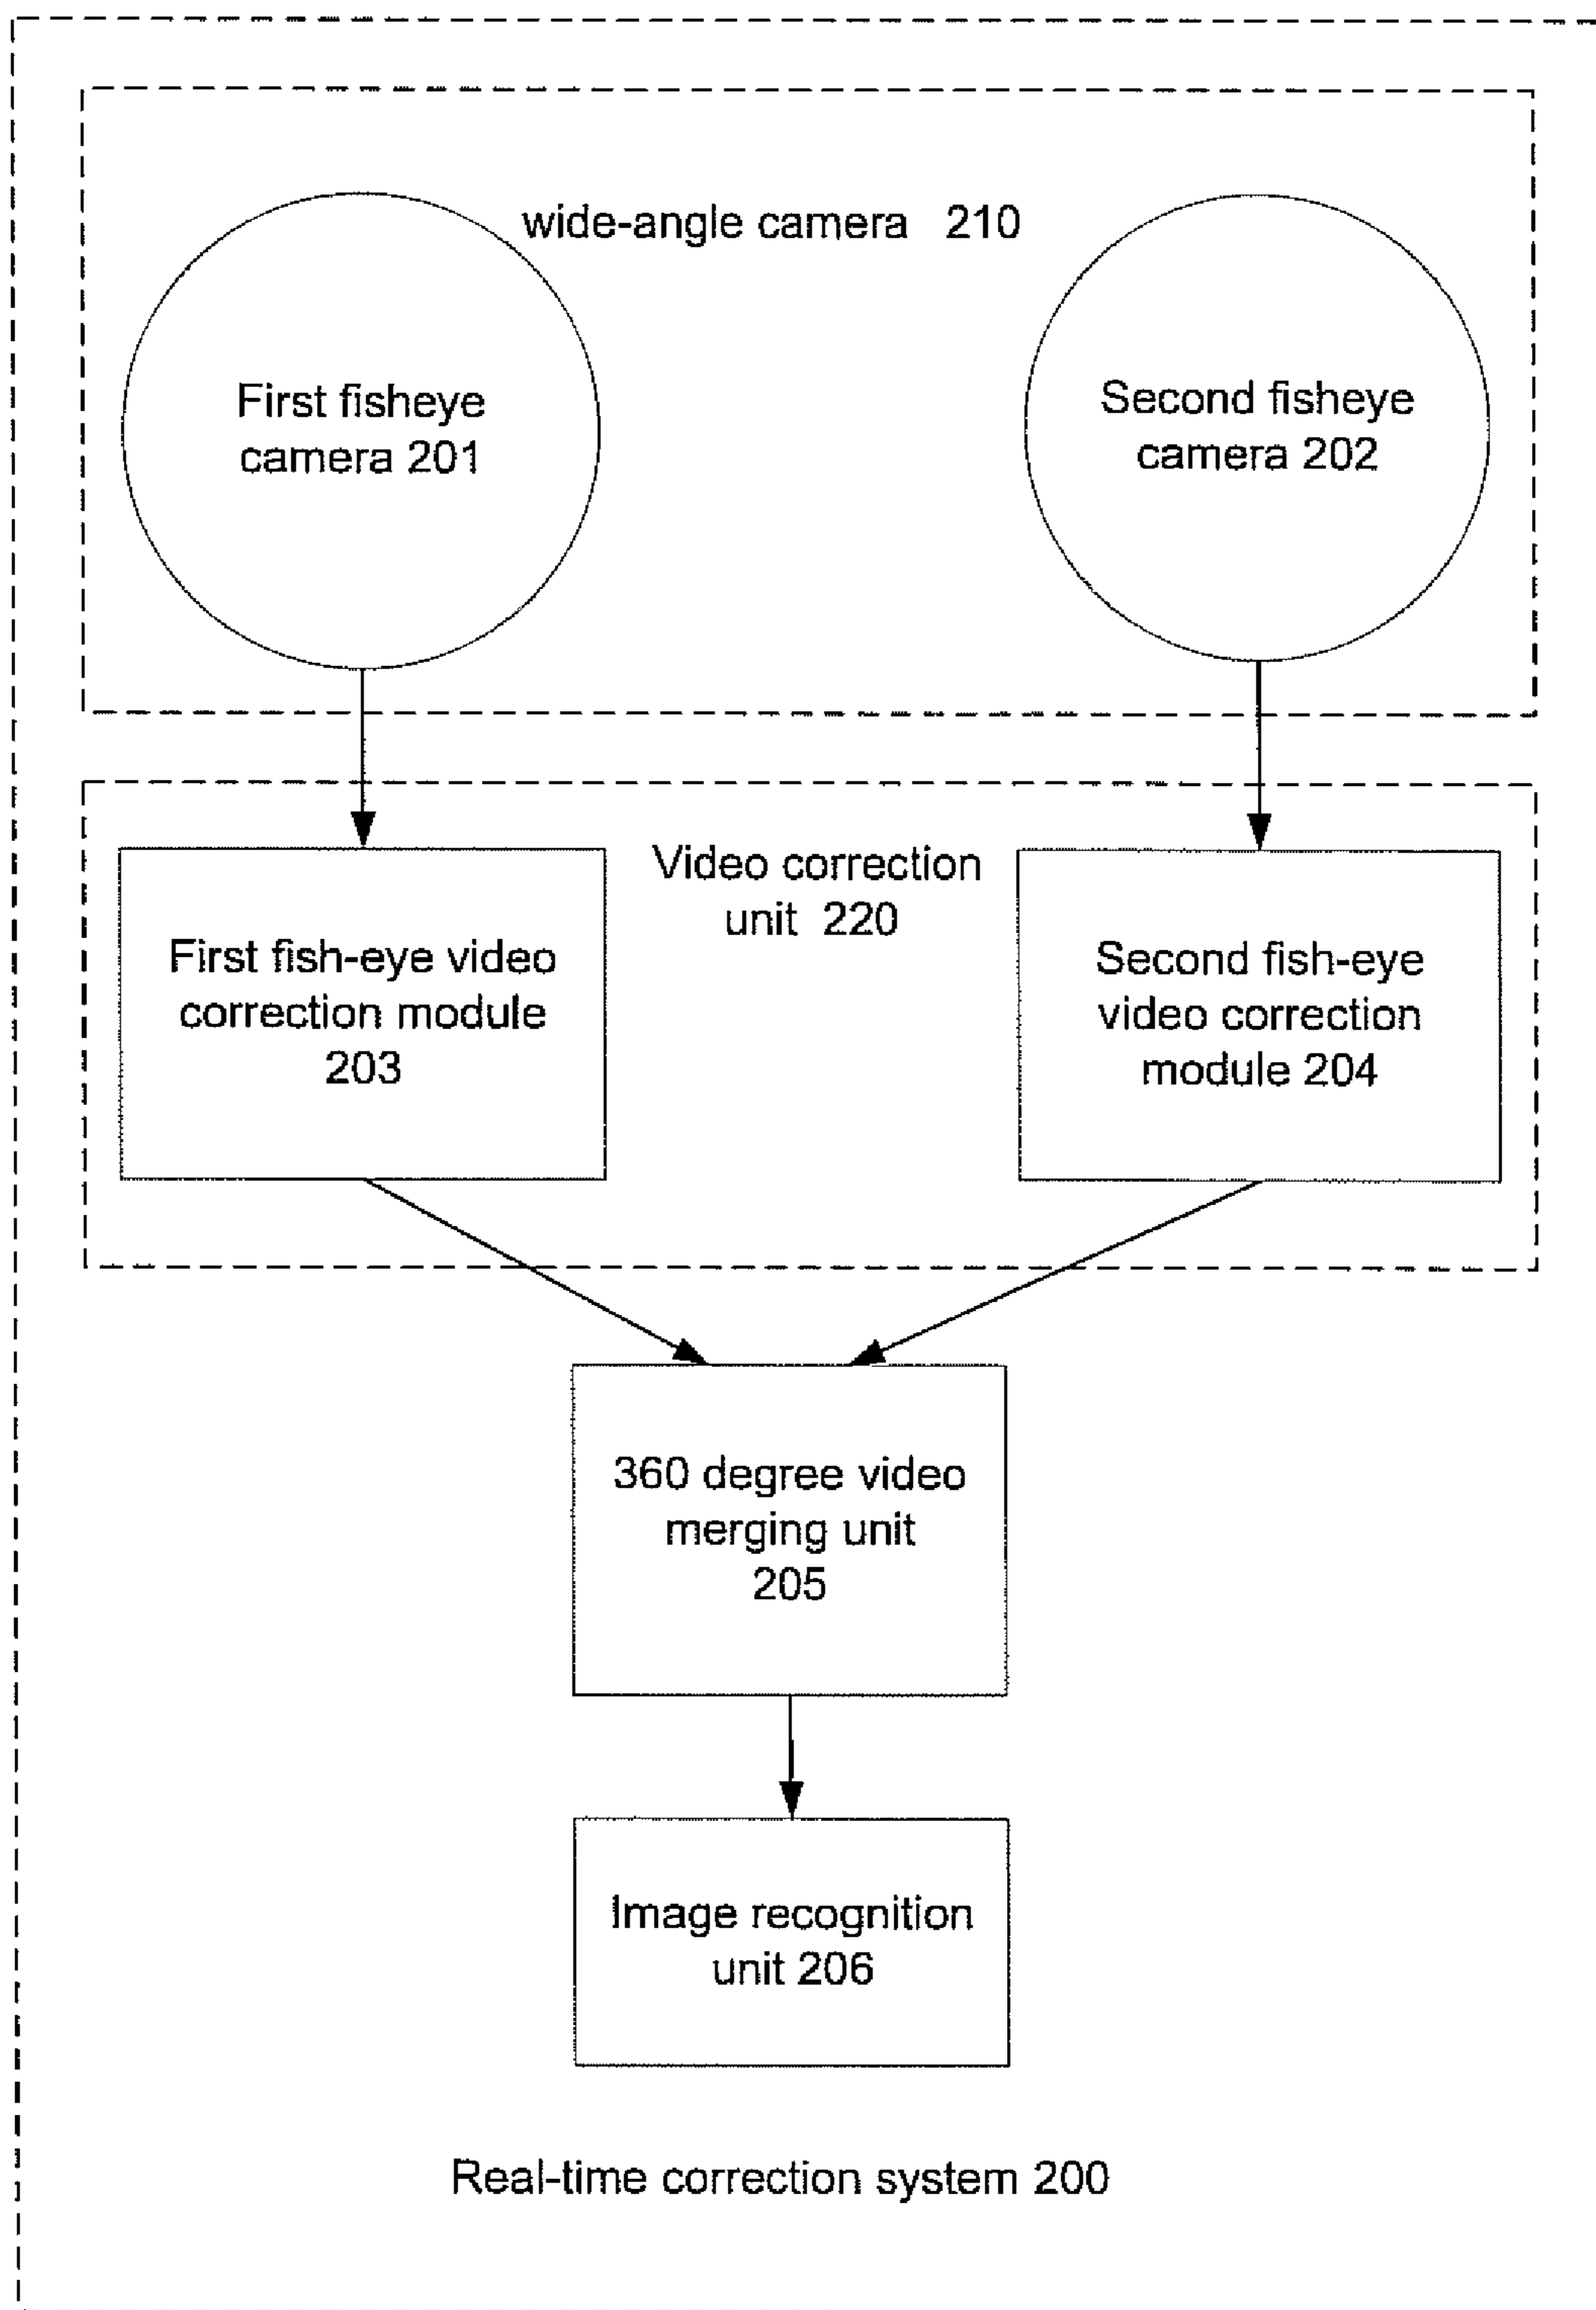 wide-angle camera 210
First fisheye
camera 201
Second fisheye
camera 202
Video correction
unit 220
First fish-eye video
correction module
203
Second fish-eye
video correction
module 204
360 degree video
merging unit
205
Image recognition
unit 206
Real-time correction system 200